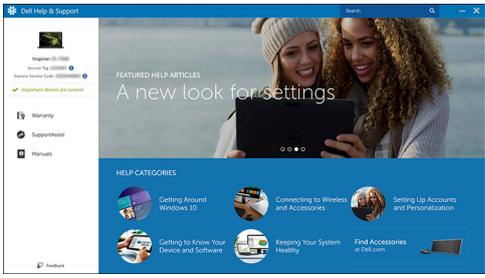 Dell Help & Support
Search
Inspiron
Service Tag
Express Service Code
Important drivers are current
Warranty
SupportAssist
Manuals
Feedback
FEATURED HELP ARTICLES
A new look for settings
HELP CATEGORIES
Getting Around
Windows 10
Connecting to Wireless
and Accessories
Setting Up Accounts
and Personalization
Getting to Know Your
Device and Software
Keeping Your System
Healthy
Find Accessories
at Dell.com